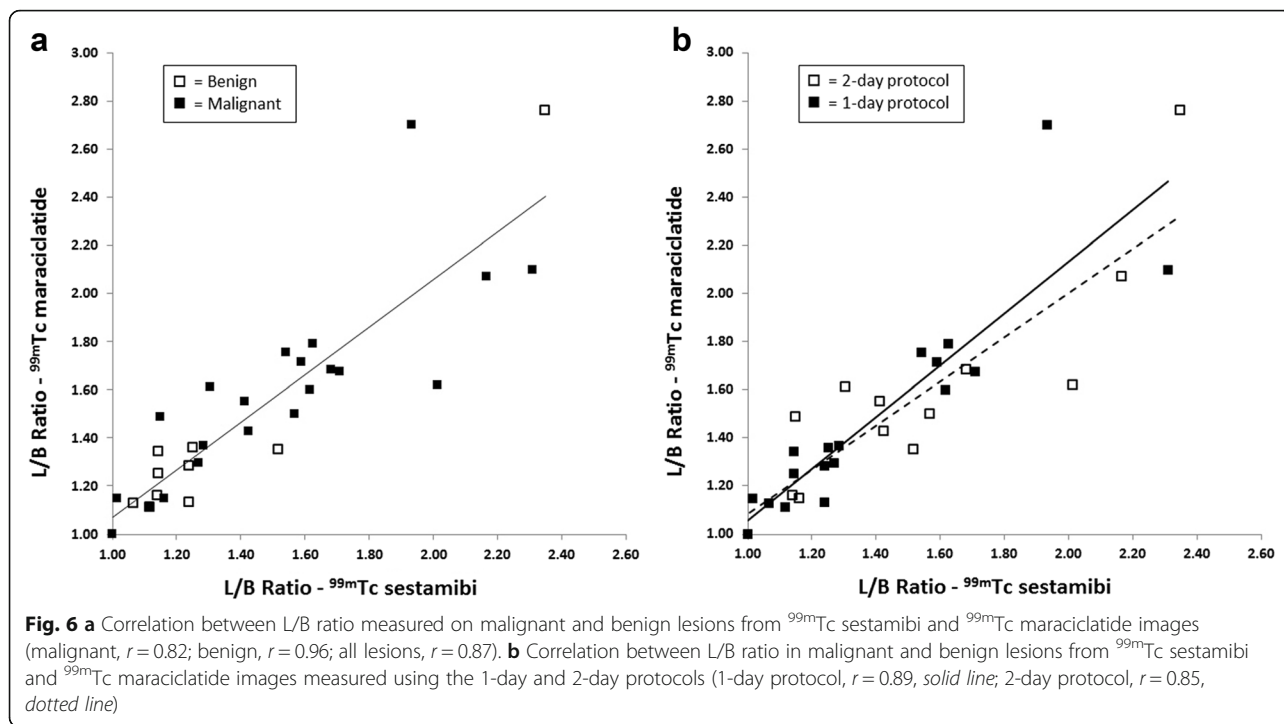 a
3.00
2.80
2.60
2.40
2.20
2.00
1.80
1.60
1.40
1.20
1.00
L/B Ratio - ⁹⁹ᵐTc maraciclatide
□ = Benign
■ = Malignant
1.00 1.20 1.40 1.60 1.80 2.00 2.20 2.40 2.60
L/B Ratio - ⁹⁹ᵐTc sestamibi
b
3.00
2.80
2.60
2.40
2.20
2.00
1.80
1.60
1.40
1.20
1.00
L/B Ratio - ⁹⁹ᵐTc maraciclatide
□ = 2-day protocol
■ = 1-day protocol
1.00 1.20 1.40 1.60 1.80 2.00 2.20 2.40 2.60
L/B Ratio - ⁹⁹ᵐTc sestamibi
Fig. 6 a Correlation between L/B ratio measured on malignant and benign lesions from ⁹⁹ᵐTc sestamibi and ⁹⁹ᵐTc maraciclatide images
(malignant, r = 0.82; benign, r = 0.96; all lesions, r = 0.87). b Correlation between L/B ratio in malignant and benign lesions from ⁹⁹ᵐTc sestamibi
and ⁹⁹ᵐTc maraciclatide images measured using the 1-day and 2-day protocols (1-day protocol, r = 0.89, solid line; 2-day protocol, r = 0.85,
dotted line)